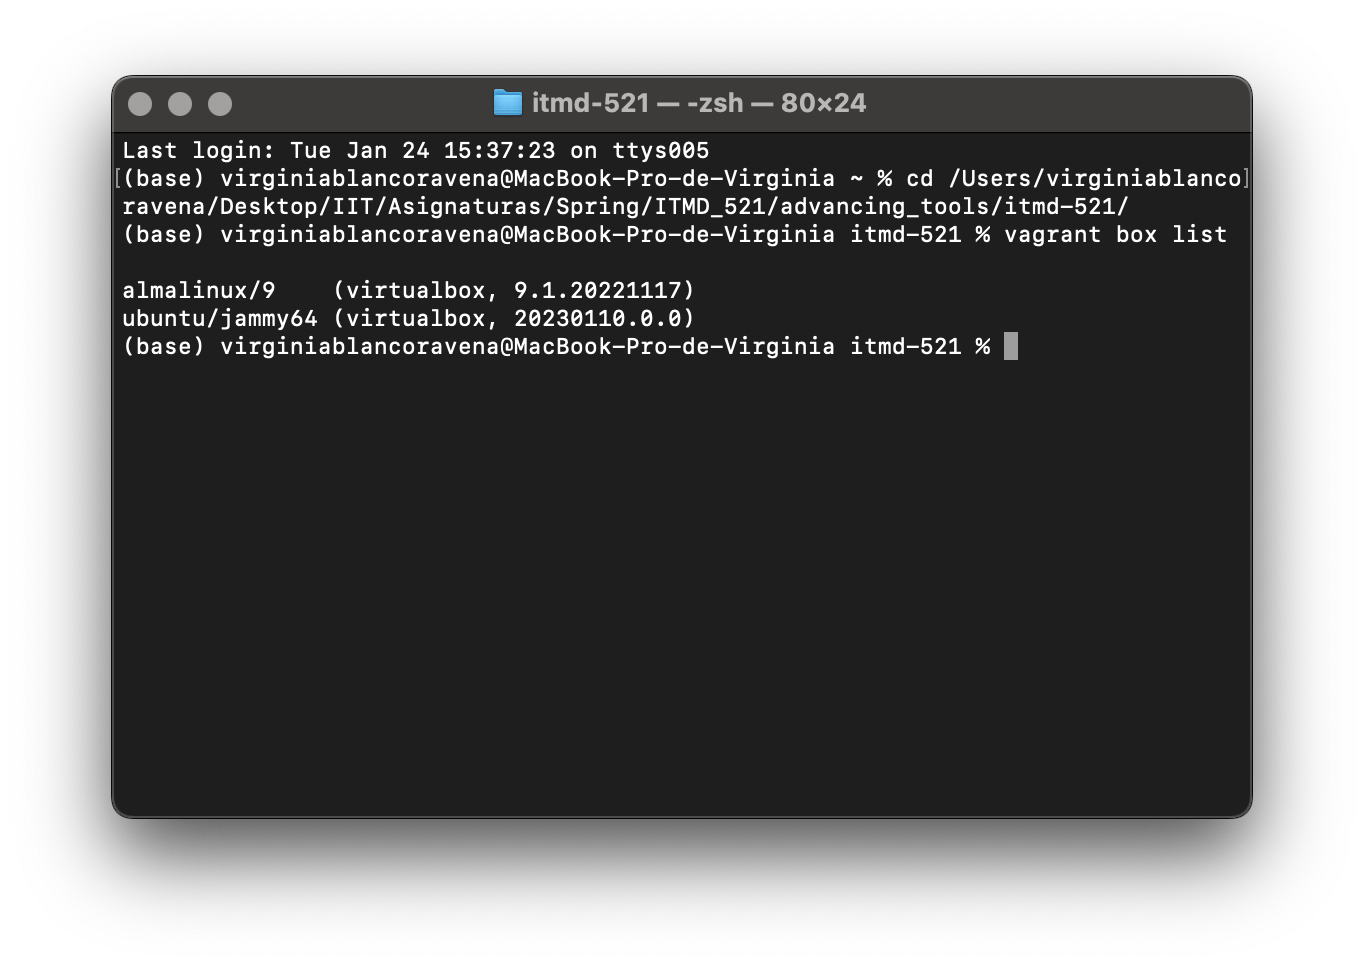 itmd-521 — -zsh — 80×24
Last login: Tue Jan 24 15:37:23 on ttys005
[(base) virginiablancoravena@MacBook-Pro-de-Virginia ~ % cd /Users/virginiablanco]
ravena/Desktop/IIT/Asignaturas/Spring/ITMD_521/advancing_tools/itmd-521/
(base) virginiablancoravena@MacBook-Pro-de-Virginia itmd-521 % vagrant box list
almalinux/9    (virtualbox, 9.1.20221117)
ubuntu/jammy64 (virtualbox, 20230110.0.0)
(base) virginiablancoravena@MacBook-Pro-de-Virginia itmd-521 %